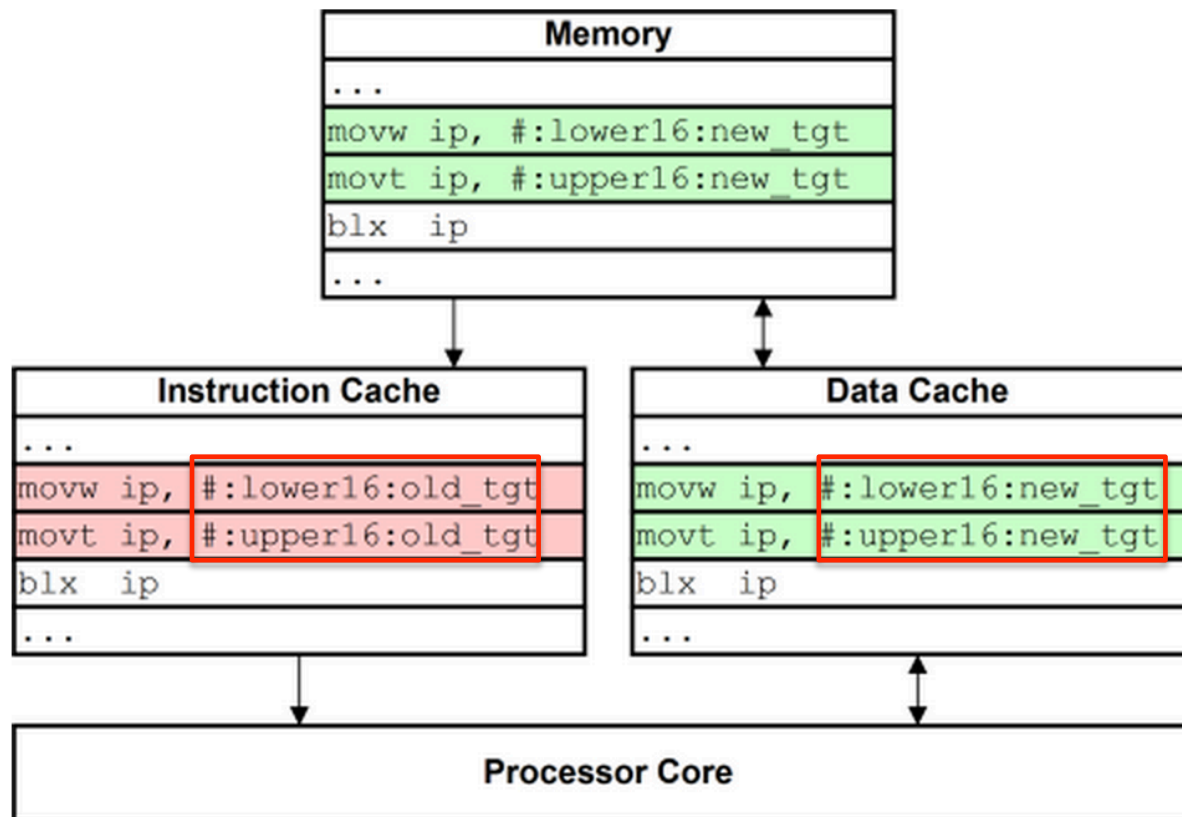 Memory
...
movw ip, #:lower16:new_tgt
movt ip, #:upper16:new_tgt
blx ip
...
Instruction Cache
...
movw ip, #:lower16:old_tgt
movt ip, #:upper16:old_tgt
blx ip
...
Data Cache
...
movw ip, #:lower16:new_tgt
movt ip, #:upper16:new_tgt
blx ip
...
Processor Core